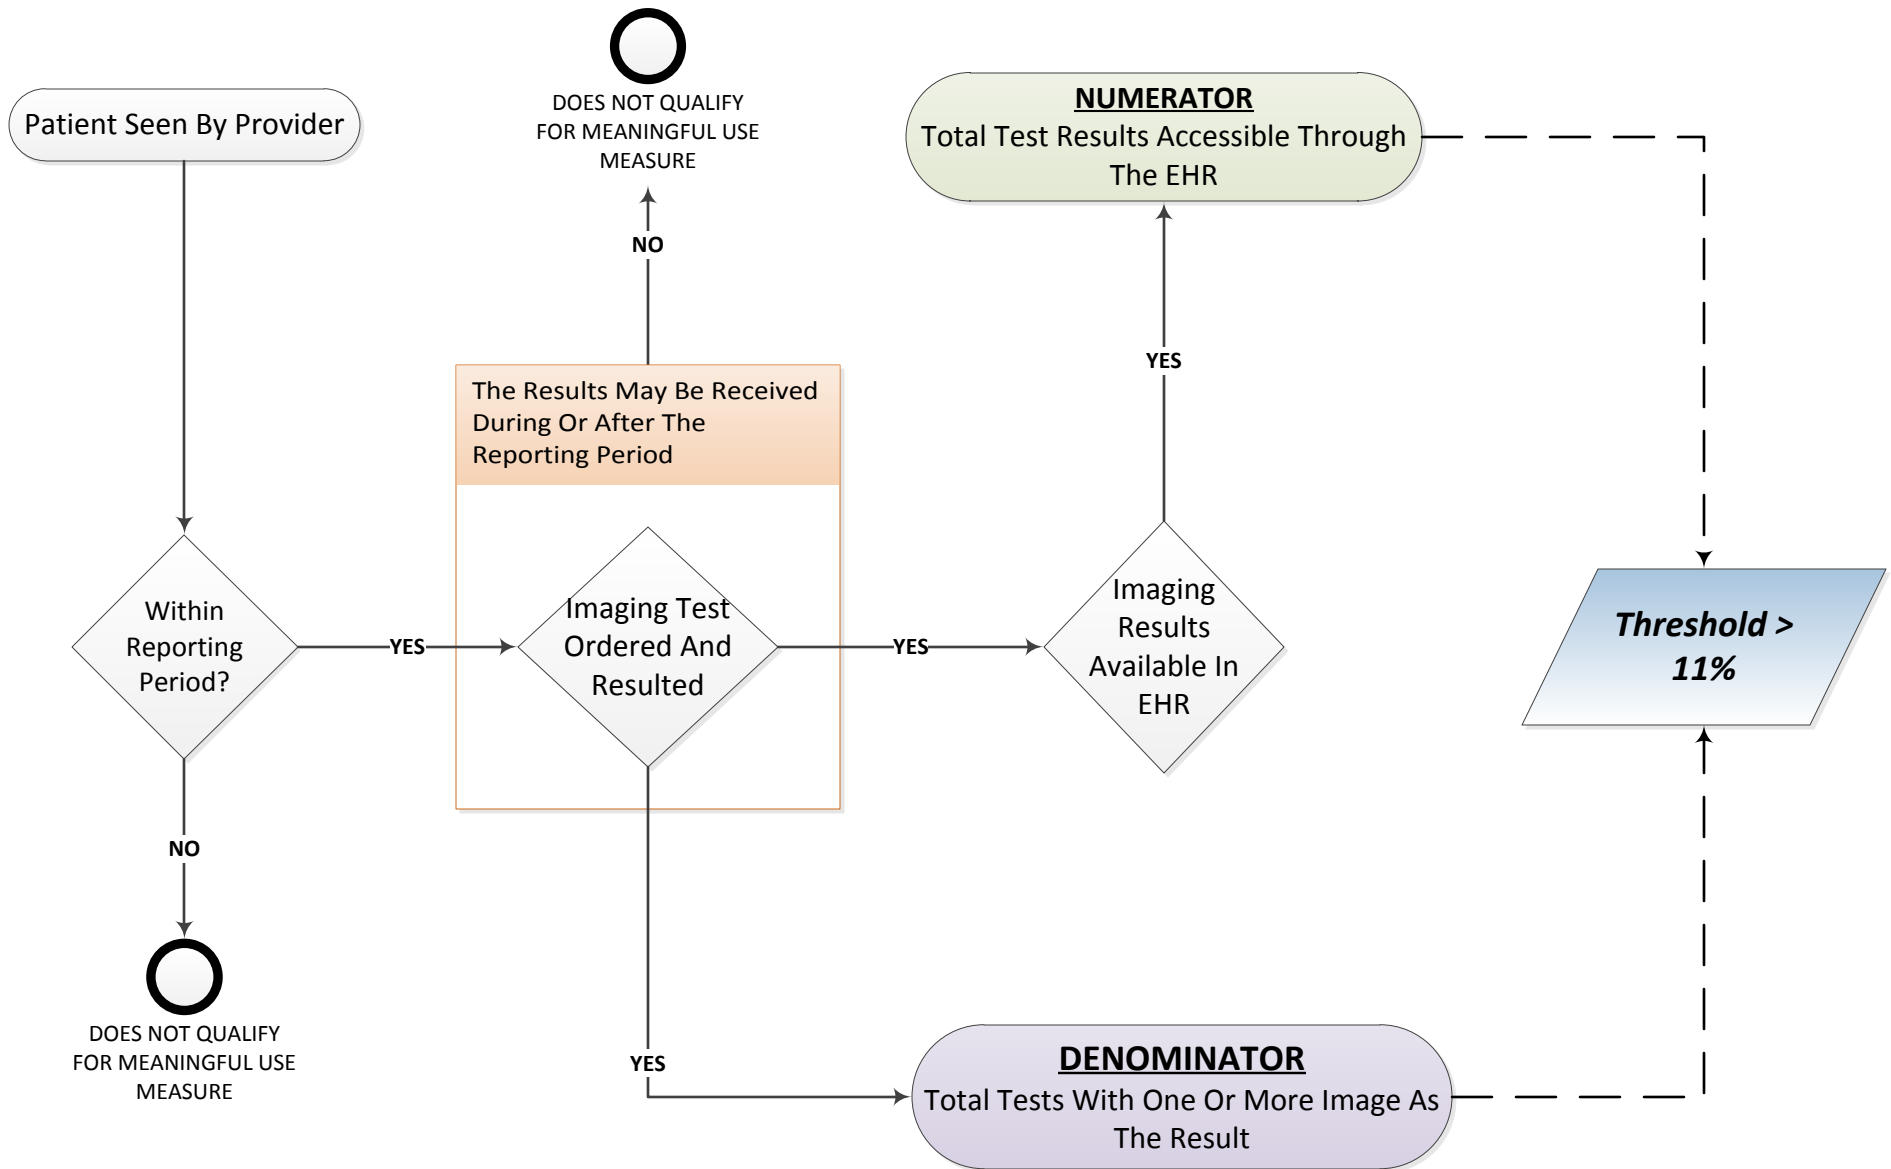 Patient Seen By Provider
DOES NOT QUALIFY
FOR MEANINGFUL USE
MEASURE
NUMERATOR
Total Test Results Accessible Through
The EHR
NO
YES
The Results May Be Received
During Or After The
Reporting Period
Within
Reporting
Period?
YES
Imaging Test
Ordered And
Resulted
YES
Imaging
Results
Available In
EHR
Threshold >
11%
NO
DOES NOT QUALIFY
FOR MEANINGFUL USE
MEASURE
YES
DENOMINATOR
Total Tests With One Or More Image As
The Result